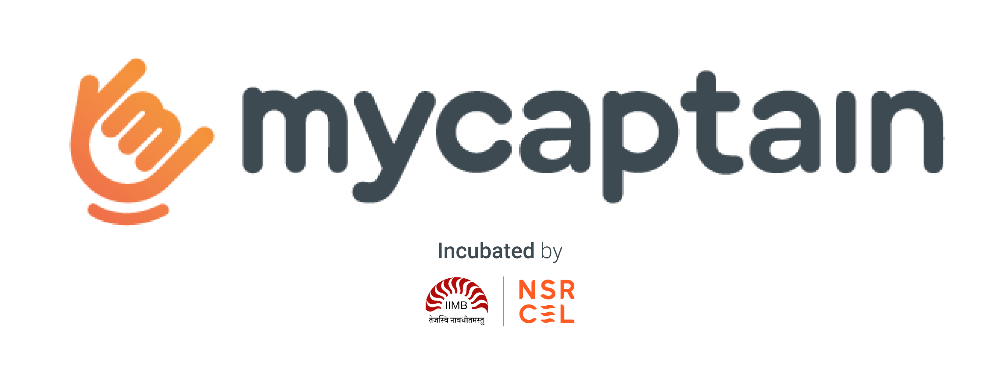 mycaptain
Incubated by
IIMB
तेजस्वि नावधीतमस्तु
NSR
CEL